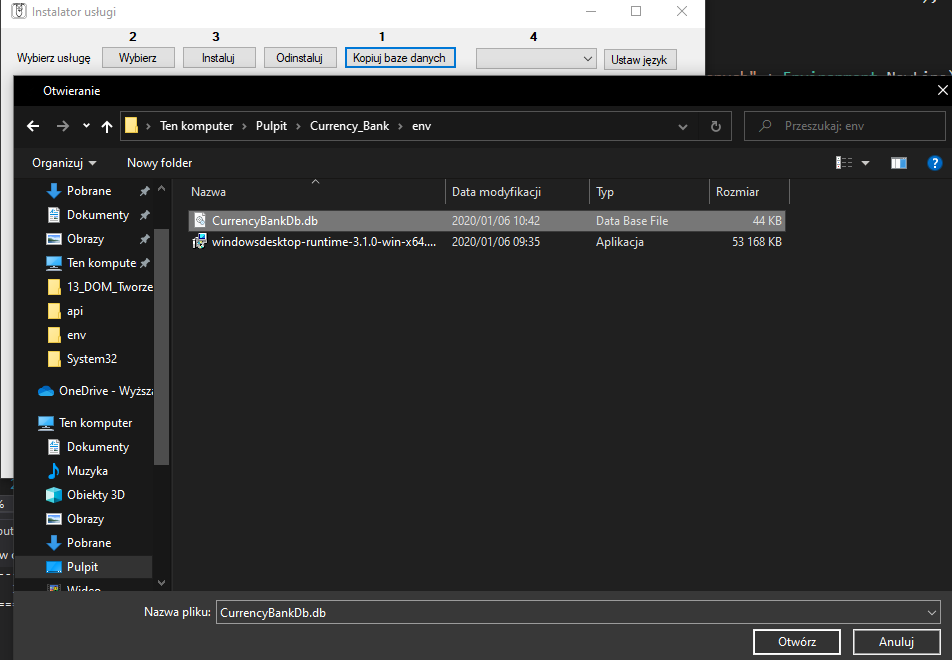 Instalator usługi
2 3 1 4
Wybierz usługę Wybierz Instaluj Odinstaluj Kopiuj baze danych Ustaw język
Otwieranie
Ten komputer Pulpit Currency_Bank env
Przeszukaj: env
Organizuj Nowy folder
Nazwa Data modyfikacji Typ Rozmiar
CurrencyBankDb.db 2020/01/06 10:42 Data Base File 44 KB
windowsdesktop-runtime-3.1.0-win-x64.... 2020/01/06 09:35 Aplikacja 53 168 KB
Pobrane
Dokumenty
Obrazy
Ten kompute
13_DOM_Tworze
api
env
System32
OneDrive - Wyższa
Ten komputer
Dokumenty
Muzyka
Obiekty 3D
Obrazy
Pobrane
Pulpit
Wideo
Nazwa pliku: CurrencyBankDb.db
Otwórz Anuluj